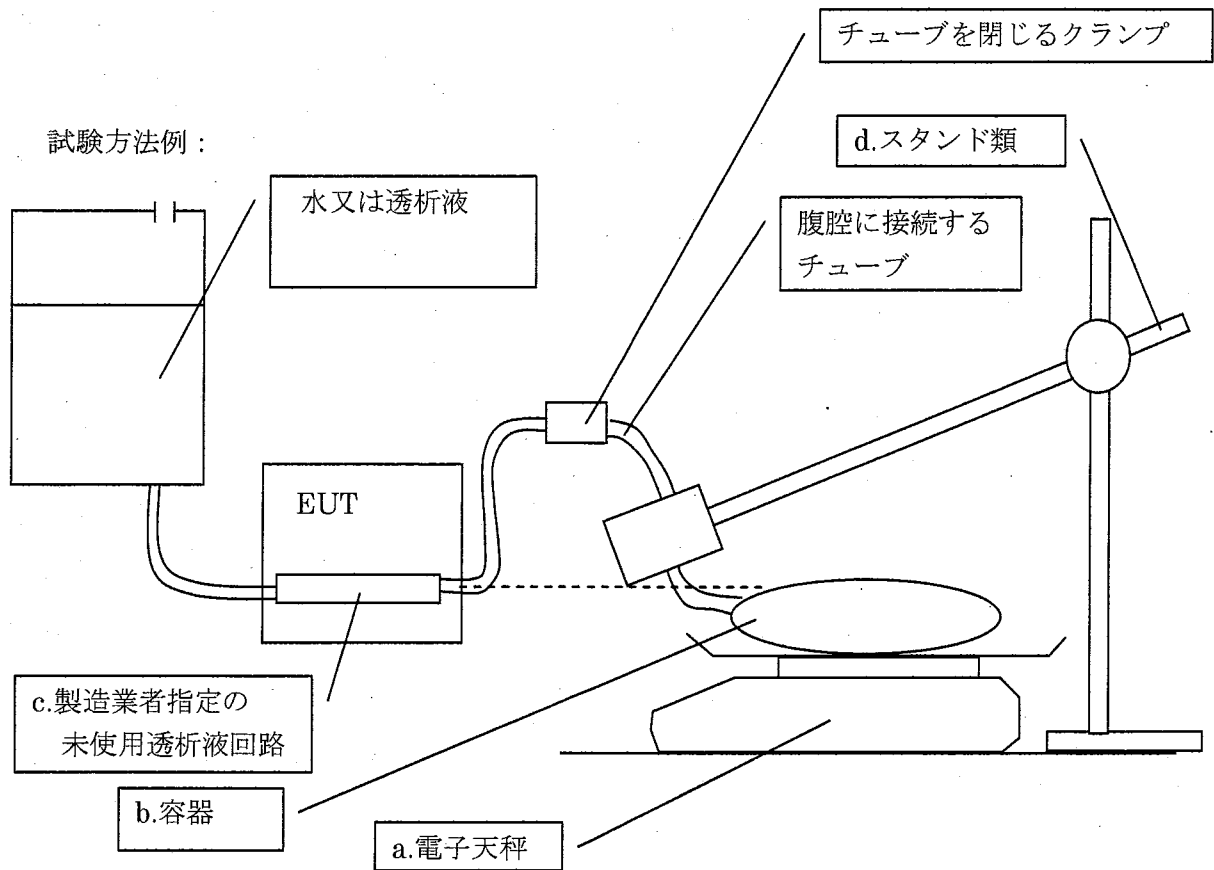 チューブを閉じるクランプ
試験方法例：
d.スタンド類
水又は透析液
腹腔に接続する
チューブ
EUT
c.製造業者指定の
未使用透析液回路
b.容器
a.電子天秤